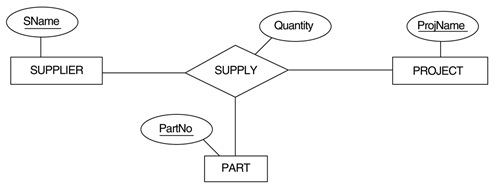 SName
Quantity
ProjName
SUPPLIER
SUPPLY
PROJECT
PartNo
PART